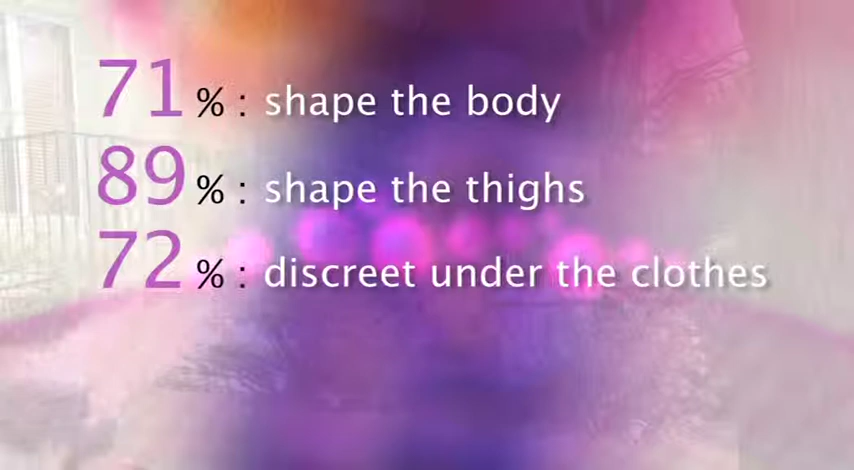 71 % : shape the body
89 % : shape the thighs
72 % : discreet under the clothes